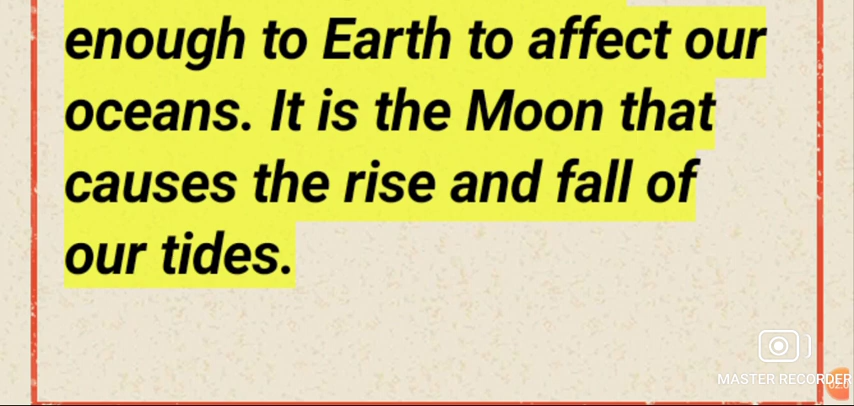 enough to Earth to affect our
oceans. It is the Moon that
causes the rise and fall of
our tides.
MASTER RECORDER